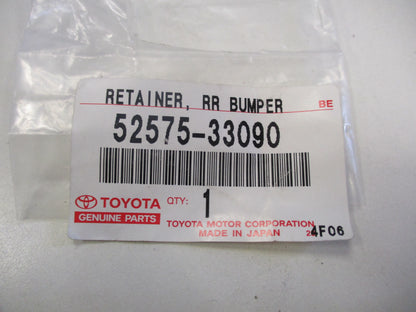 RETAINER, RR BUMPER BE
52575-33090
TOYOTA QTY: 1
GENUINE PARTS
TOYOTA MOTOR CORPORATION
MADE IN JAPAN 4F06